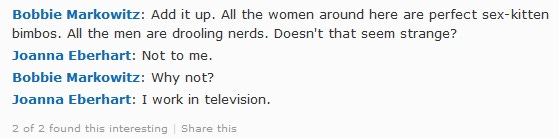 Bobbie Markowitz: Add it up. All the women around here are perfect sex-kitten
bimbos. All the men are drooling nerds. Doesn't that seem strange?
Joanna Eberhart: Not to me.
Bobbie Markowitz: Why not?
Joanna Eberhart: I work in television.
2 of 2 found this interesting | Share this